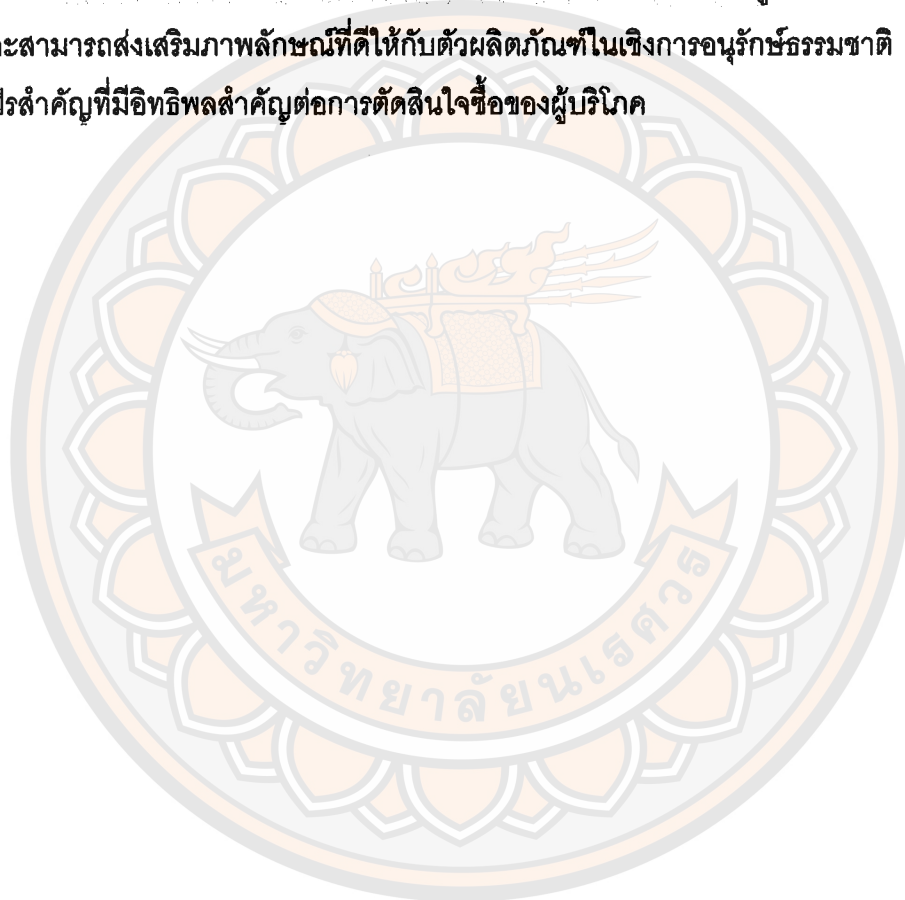 ะสามารถส่งเสริมภาพลักษณ์ที่ดีให้กับตัวผลิตภัณฑ์ในเชิงการอนุรักษ์ธรรมชาติ
ปรสำคัญที่มีอิทธิพลสำคัญต่อการตัดสินใจซื้อของผู้บริโภค
มหาวิทยาลัยนเรศวร